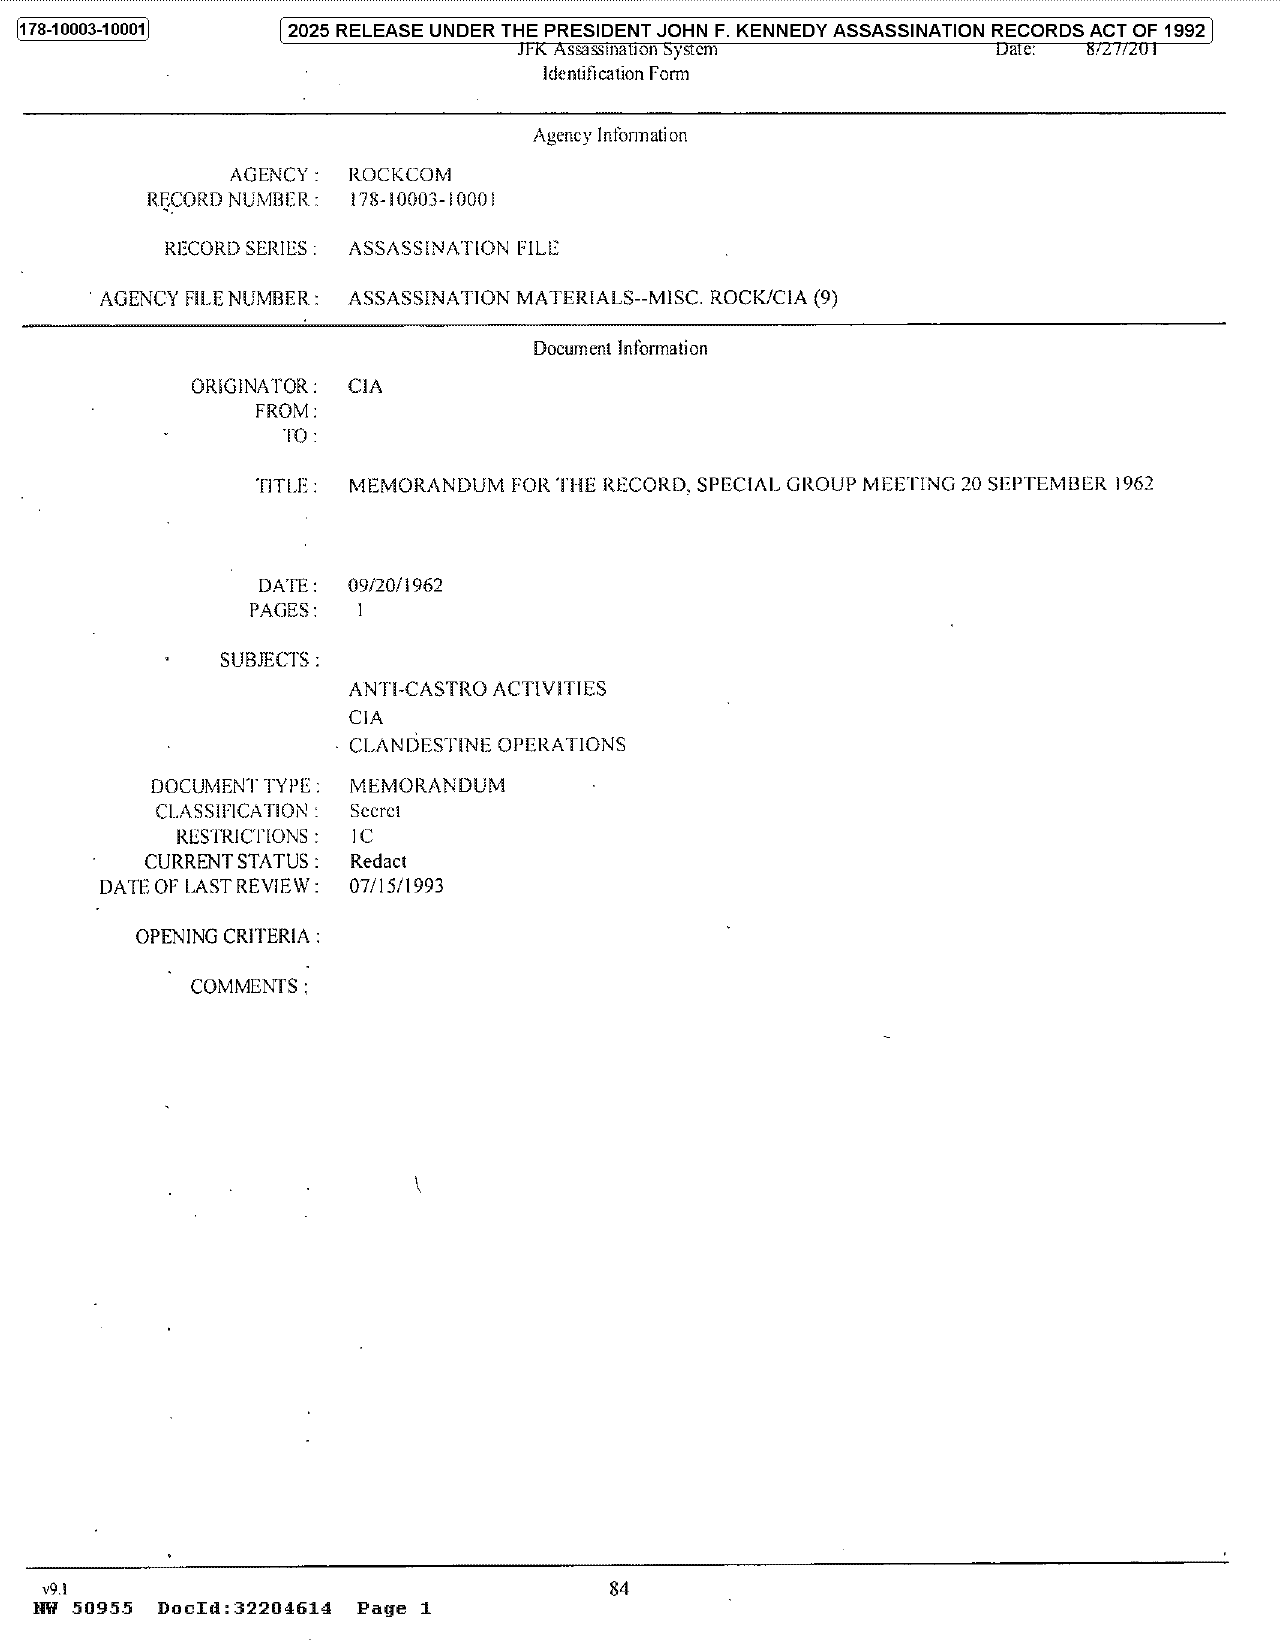 178-10003-10001
2025 RELEASE UNDER THE PRESIDENT JOHN F. KENNEDY ASSASSINATION RECORDS ACT OF 1992
JFK Assassination System
Date: 8/27/201
Identification Form
Agency Information
AGENCY : ROCKCOM
RECORD NUMBER : 178-10003-10001
RECORD SERIES : ASSASSINATION FILE
AGENCY FILE NUMBER : ASSASSINATION MATERIALS--MISC. ROCK/CIA (9)
Document Information
ORIGINATOR : CIA
FROM :
TO :
TITLE : MEMORANDUM FOR THE RECORD, SPECIAL GROUP MEETING 20 SEPTEMBER 1962
DATE : 09/20/1962
PAGES : 1
SUBJECTS :
ANTI-CASTRO ACTIVITIES
CIA
CLANDESTINE OPERATIONS
DOCUMENT TYPE : MEMORANDUM
CLASSIFICATION : Secret
RESTRICTIONS : 1C
CURRENT STATUS : Redact
DATE OF LAST REVIEW : 07/15/1993
OPENING CRITERIA :
COMMENTS :
v9.1
84
NW 50955 DocId:32204614 Page 1